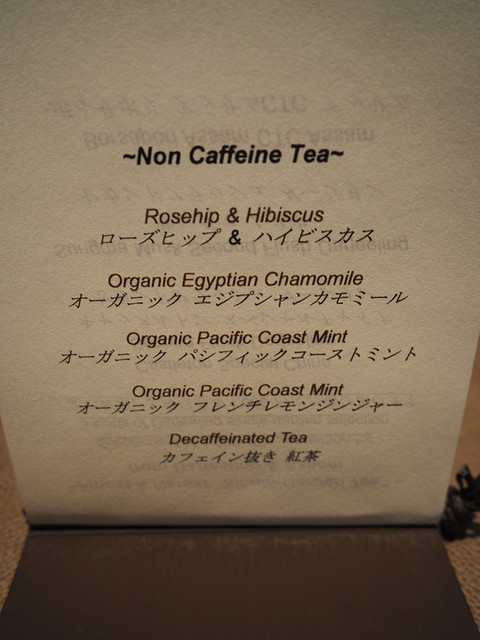 ~Non Caffeine Tea~
Rosehip & Hibiscus
ローズヒップ & ハイビスカス
Organic Egyptian Chamomile
オーガニック エジプシャンカモミール
Organic Pacific Coast Mint
オーガニック パシフィックコーストミント
Organic Pacific Coast Mint
オーガニック フレンチレモンジンジャー
Decaffeinated Tea
カフェイン抜き 紅茶